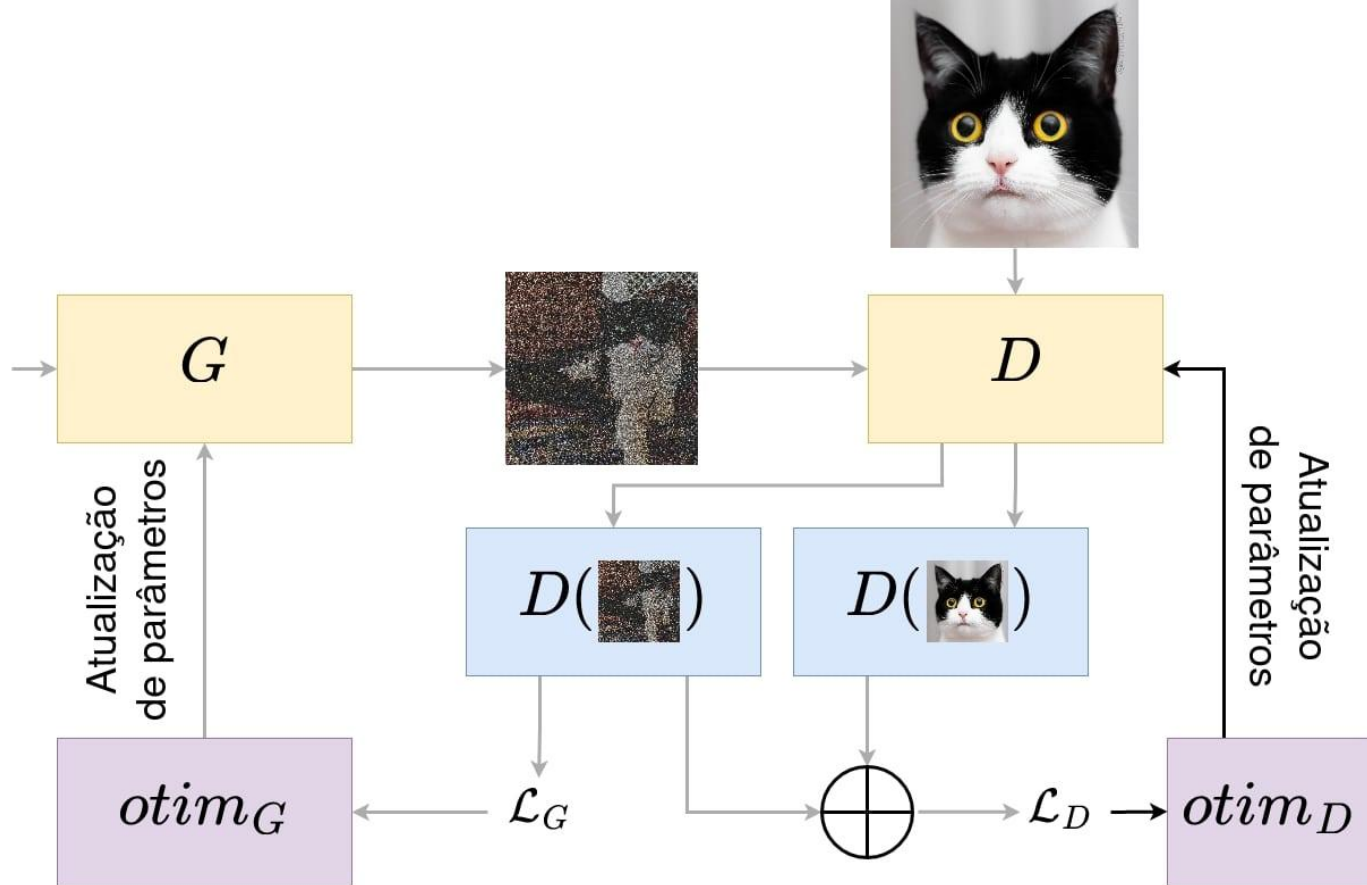 G
D
Atualização
de parâmetros
Atualização
de parâmetros
D( )
D( )
otim_G
ℒ_G
ℒ_D
otim_D